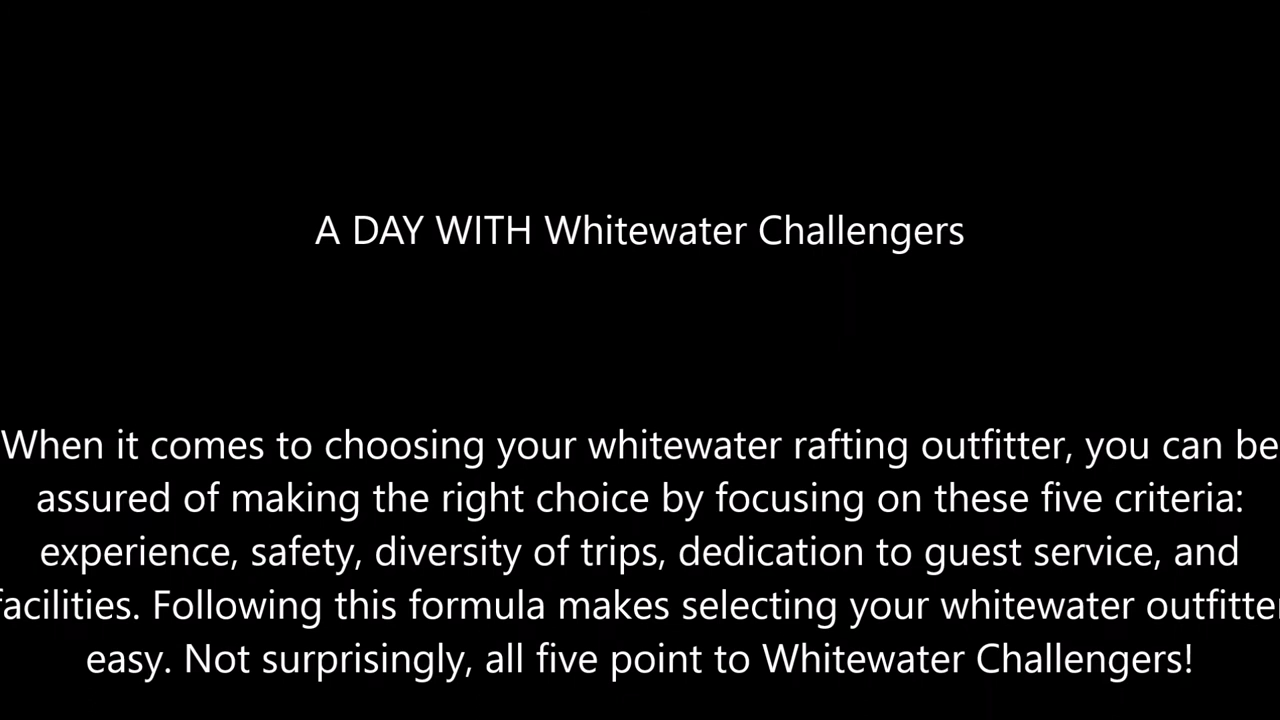 A DAY WITH Whitewater Challengers
When it comes to choosing your whitewater rafting outfitter, you can be
assured of making the right choice by focusing on these five criteria:
experience, safety, diversity of trips, dedication to guest service, and
facilities. Following this formula makes selecting your whitewater outfitter
easy. Not surprisingly, all five point to Whitewater Challengers!